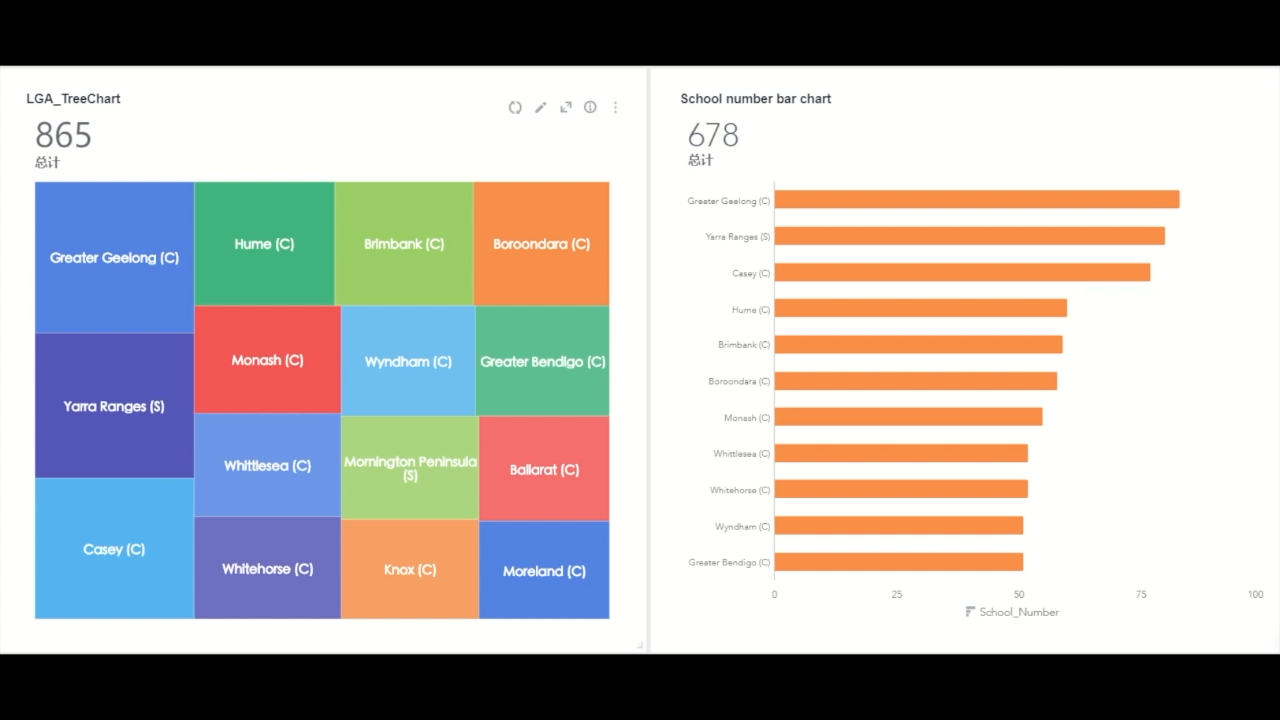 LGA_TreeChart
865
总计
Greater Geelong (C)
Hume (C)
Brimbank (C)
Boroondara (C)
Yarra Ranges (S)
Monash (C)
Wyndham (C)
Greater Bendigo (C)
Whittlesea (C)
Mornington Peninsula
(S)
Ballarat (C)
Casey (C)
Whitehorse (C)
Knox (C)
Moreland (C)
School number bar chart
678
总计
Greater Geelong (C)
Yarra Ranges (S)
Casey (C)
Hume (C)
Brimbank (C)
Boroondara (C)
Monash (C)
Whittlesea (C)
Whitehorse (C)
Wyndham (C)
Greater Bendigo (C)
0 25 50 75 100
School_Number